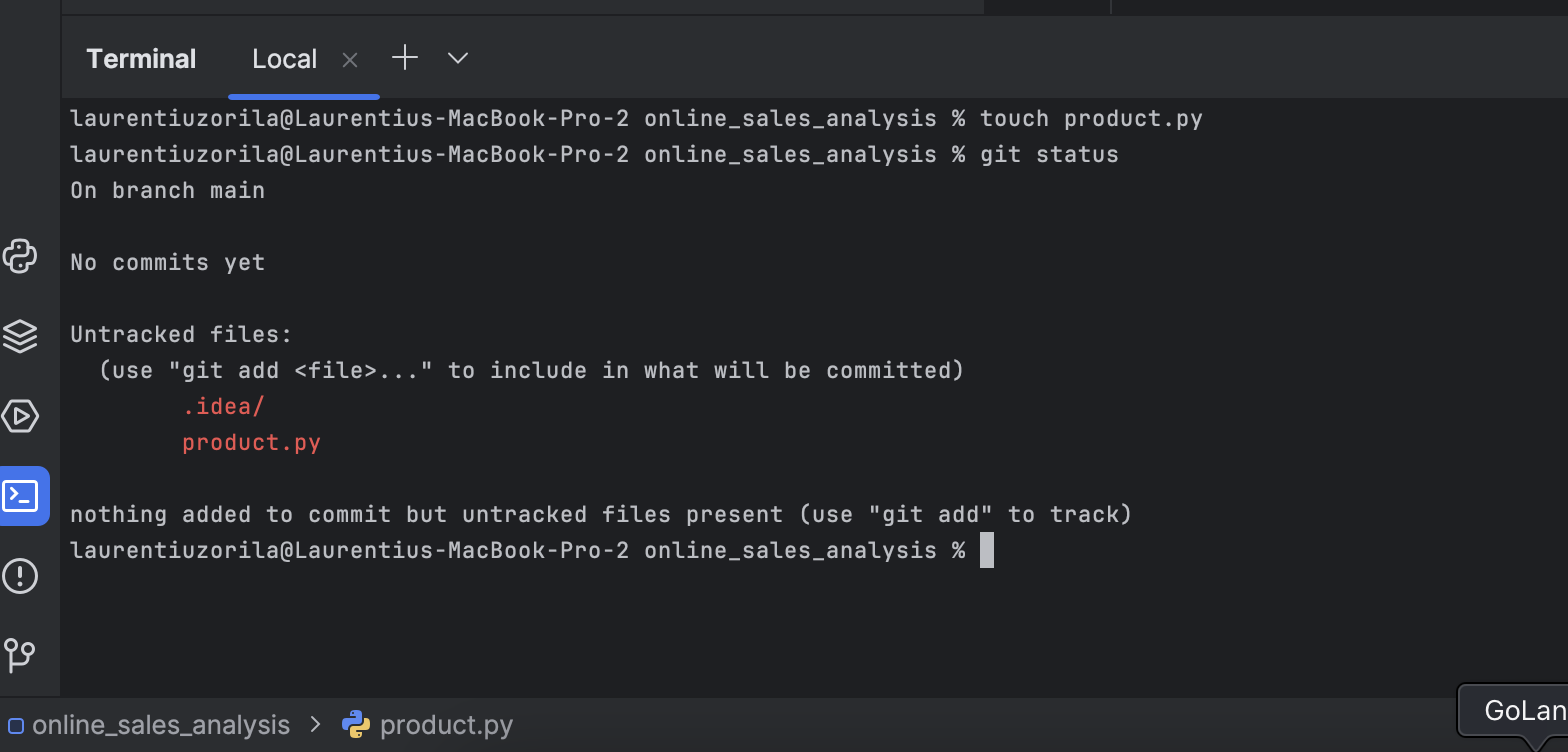 Terminal Local
laurentiuzorila@Laurentius-MacBook-Pro-2 online_sales_analysis % touch product.py
laurentiuzorila@Laurentius-MacBook-Pro-2 online_sales_analysis % git status
On branch main
No commits yet
Untracked files:
(use "git add <file>..." to include in what will be committed)
.idea/
product.py
nothing added to commit but untracked files present (use "git add" to track)
laurentiuzorila@Laurentius-MacBook-Pro-2 online_sales_analysis %
online_sales_analysis > product.py
GoLan